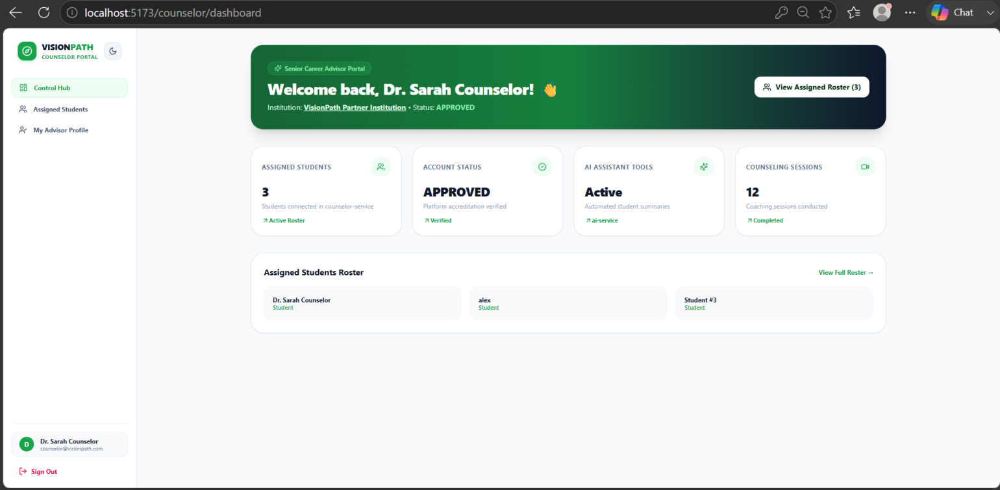 localhost:5173/counselor/dashboard
Chat
VISIONPATH
COUNSELOR PORTAL
Control Hub
Assigned Students
My Advisor Profile
Senior Career Advisor Portal
Welcome back, Dr. Sarah Counselor! 👋
Institution: VisionPath Partner Institution • Status: APPROVED
View Assigned Roster (3)
ASSIGNED STUDENTS
3
Students connected in counselor-service
Active Roster
ACCOUNT STATUS
APPROVED
Platform accreditation verified
Verified
AI ASSISTANT TOOLS
Active
Automated student summaries
ai-service
COUNSELING SESSIONS
12
Coaching sessions conducted
Completed
Assigned Students Roster
View Full Roster →
Dr. Sarah Counselor
Student
alex
Student
Student #3
Student
D
Dr. Sarah Counselor
counselor@visionpath.com
Sign Out